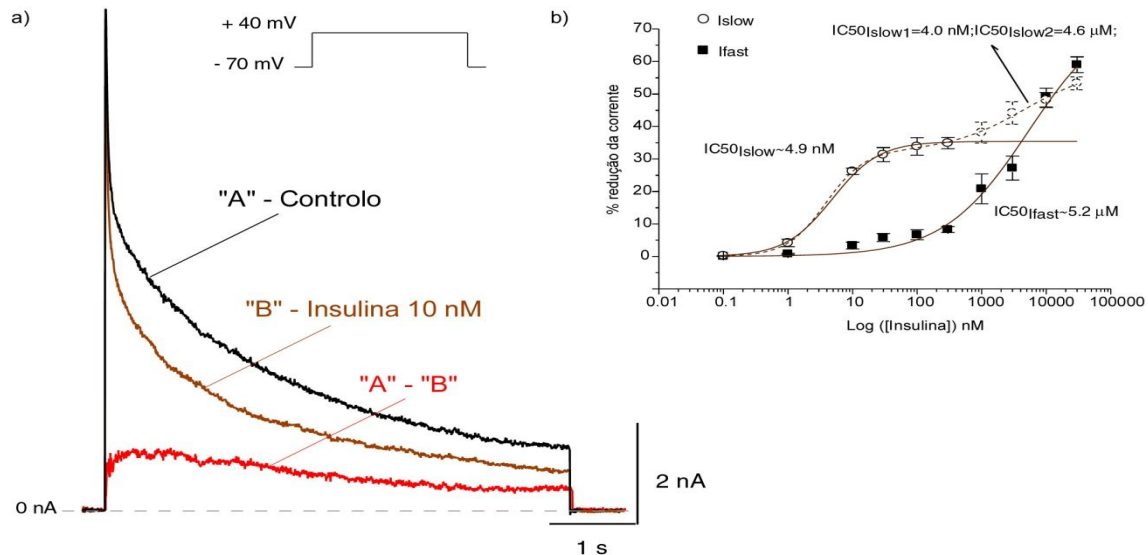 a)
+ 40 mV
- 70 mV
"A" - Controlo
"B" - Insulina 10 nM
"A" - "B"
0 nA
2 nA
1 s
b)
Islow
Ifast
IC50Islow1=4.0 nM;IC50Islow2=4.6 μM;
IC50Islow~4.9 nM
IC50Ifast~5.2 μM
% redução da corrente
70
60
50
40
30
20
10
0
0.01 0.1 1 10 100 1000 10000 100000
Log ([Insulina]) nM